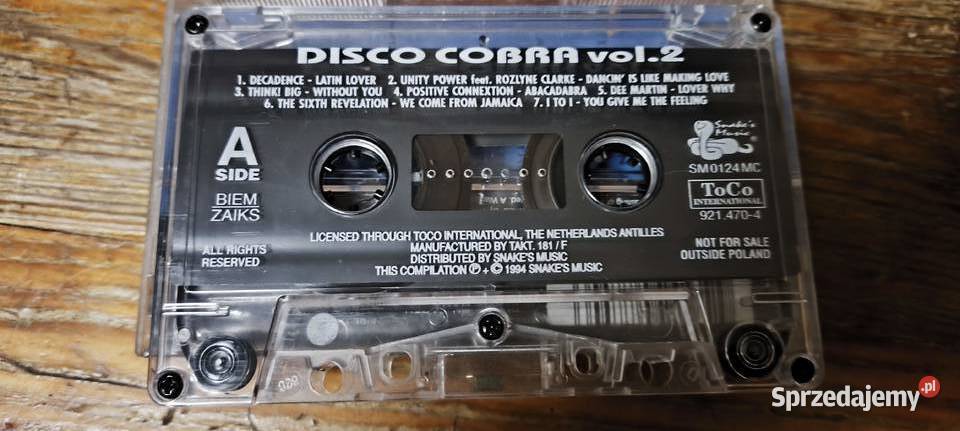 DISCO COBRA vol.2
1. DECADENCE - LATIN LOVER 2. UNITY POWER feat. ROZLYNE CLARKE - DANCIN' IS LIKE MAKING LOVE
3. THINK! BIG - WITHOUT YOU 4. POSITIVE CONNEXTION - ABACADABRA 5. DEE MARTIN - LOVER WHY
6. THE SIXTH REVELATION - WE COME FROM JAMAICA 7. I TO I - YOU GIVE ME THE FEELING
A
SIDE
BIEM
ZAIKS
ALL RIGHTS
RESERVED
Snake's
Music
®
SM 0124 MC
ToCo
INTERNATIONAL
921.470-4
NOT FOR SALE
OUTSIDE POLAND
LICENSED THROUGH TOCO INTERNATIONAL, THE NETHERLANDS ANTILLES
MANUFACTURED BY TAKT. 181 / F
DISTRIBUTED BY SNAKE'S MUSIC
THIS COMPILATION ℗ + © 1994 SNAKE'S MUSIC
Sprzedajemy.pl